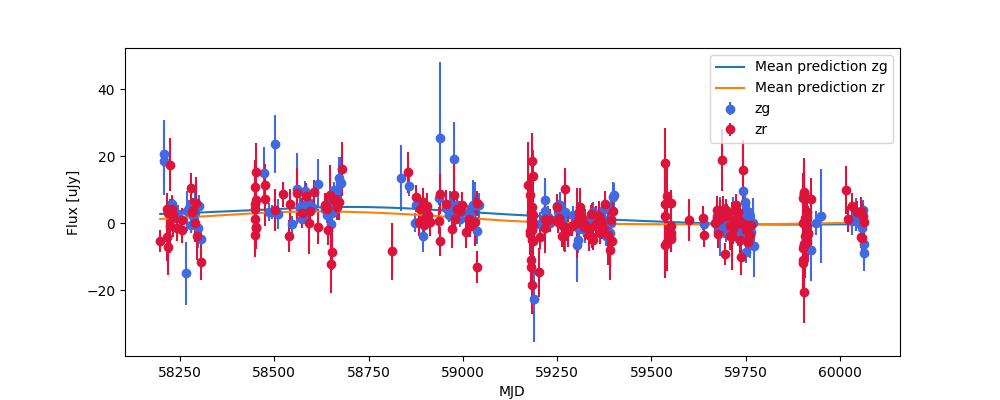 Mean prediction zg
Mean prediction zr
zg
zr
Flux [uJy]
40
20
0
−20
58250
58500
58750
59000
59250
59500
59750
60000
MJD